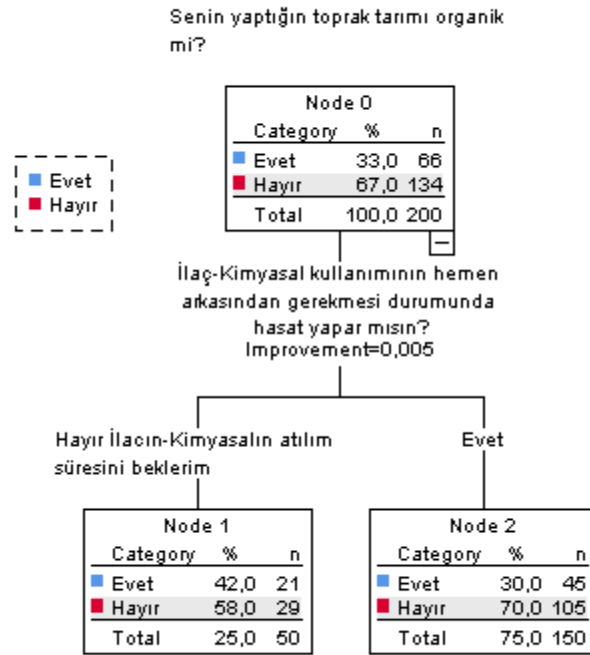 Senin yaptığın toprak tarımı organik
mi?
Evet
Hayır
Node 0
Category % n
Evet 33,0 66
Hayır 67,0 134
Total 100,0 200
İlaç-Kimyasal kullanımının hemen
arkasından gerekmesi durumunda
hasat yapar mısın?
Improvement=0,005
Hayır İlacın-Kimyasalın atılım
süresini beklerim
Evet
Node 1
Category % n
Evet 42,0 21
Hayır 58,0 29
Total 25,0 50
Node 2
Category % n
Evet 30,0 45
Hayır 70,0 105
Total 75,0 150